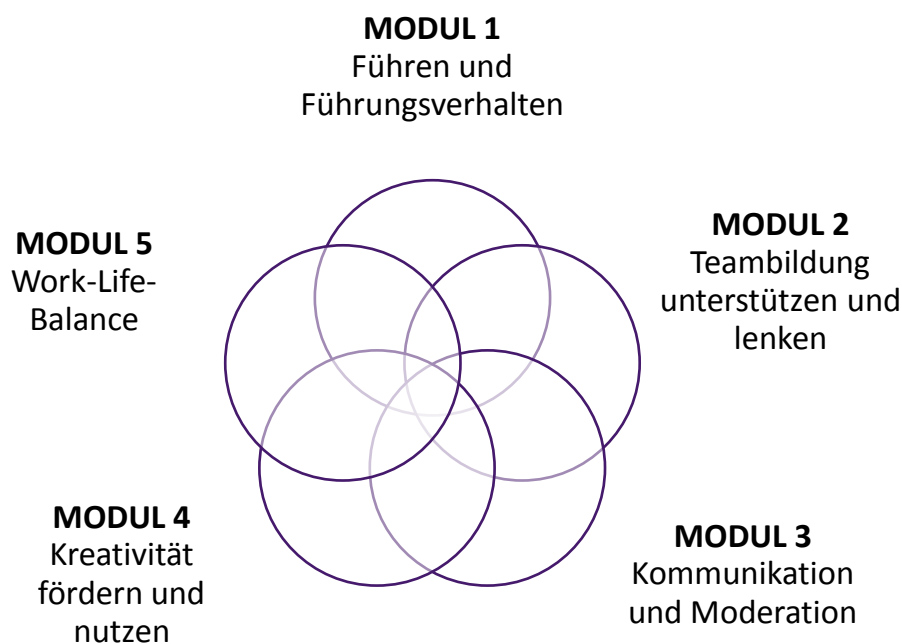 MODUL 1
Führen und
Führungsverhalten
MODUL 2
Teambildung
unterstützen und
lenken
MODUL 3
Kommunikation
und Moderation
MODUL 4
Kreativität
fördern und
nutzen
MODUL 5
Work-Life-
Balance